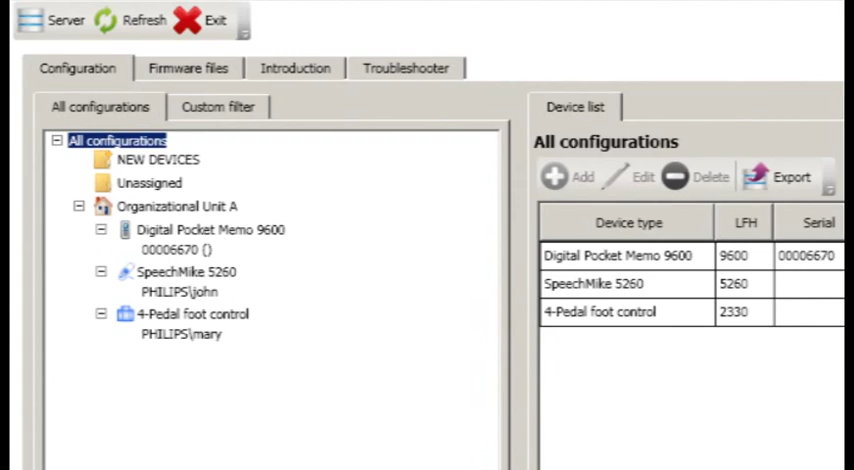 Server Refresh Exit
Configuration Firmware files Introduction Troubleshooter
All configurations Custom filter
All configurations
NEW DEVICES
Unassigned
Organizational Unit A
Digital Pocket Memo 9600
00006670 ()
SpeechMike 5260
PHILIPS\john
4-Pedal foot control
PHILIPS\mary
Device list
All configurations
Add Edit Delete Export
Device type LFH Serial
Digital Pocket Memo 9600 9600 00006670
SpeechMike 5260 5260
4-Pedal foot control 2330